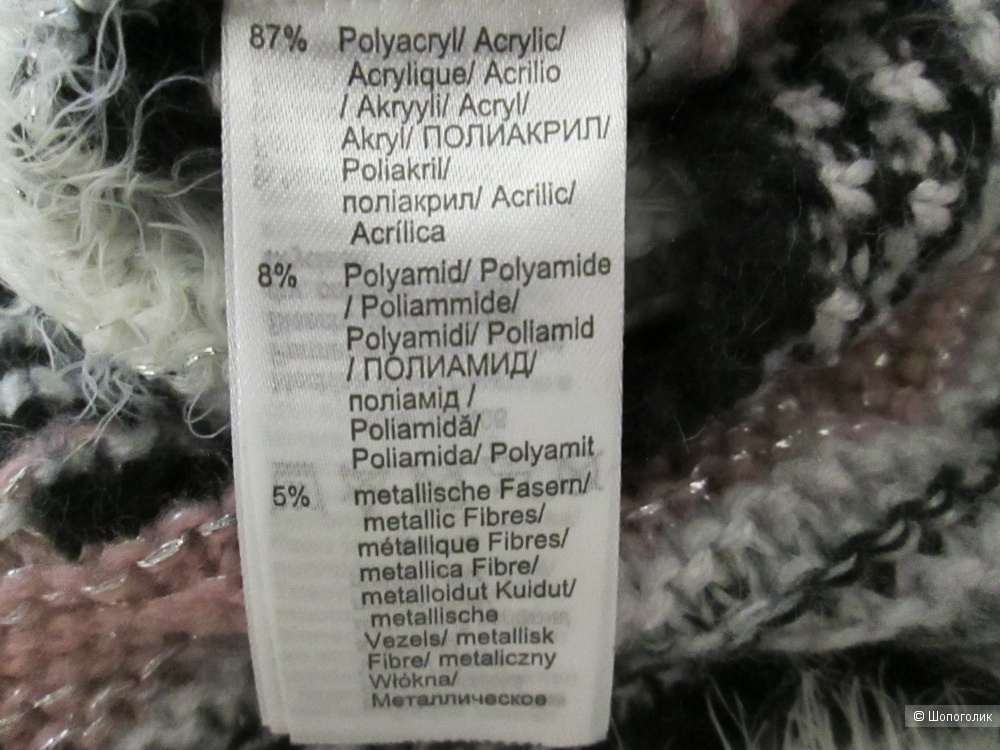 87% Polyacryl/ Acrylic/
Acrylique/ Acrilio
/ Akryyli/ Acryl/
Akryl/ ПОЛИАКРИЛ/
Poliakril/
поліакрил/ Acrilic/
Acrílica
8% Polyamid/ Polyamide
/ Poliammide/
Polyamidi/ Poliamid
/ ПОЛИАМИД/
поліамід /
Poliamidă/
Poliamida/ Polyamit
5% metallische Fasern/
metallic Fibres/
métallique Fibres/
metallica Fibre/
metalloidut Kuidut/
metallische
Vezels/ metallisk
Fibre/ metaliczny
Włókna/
Металлическое
© Шопоголик